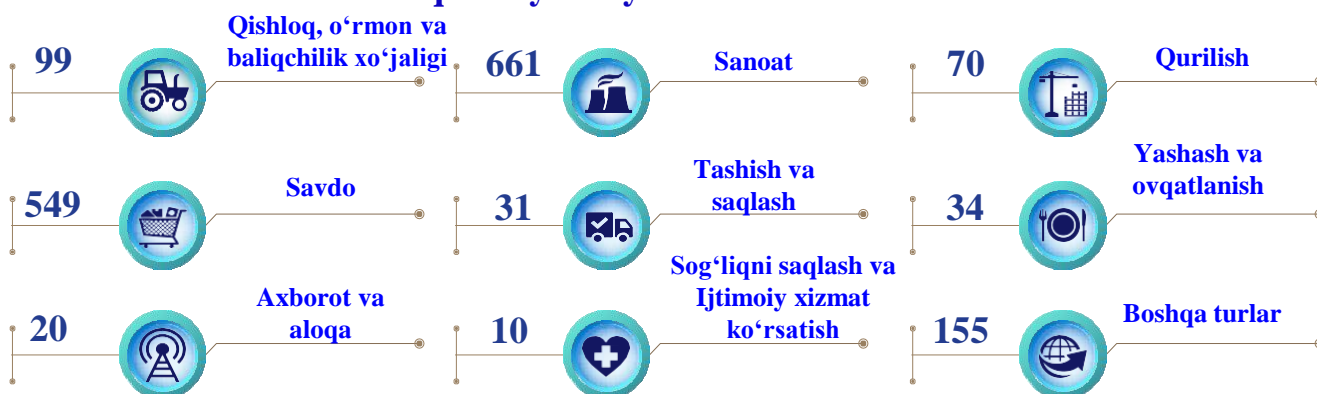 99
Qishloq, o‘rmon va
baliqchilik xo‘jaligi
661
Sanoat
70
Qurilish
549
Savdo
31
Tashish va
saqlash
34
Yashash va
ovqatlanish
20
Axborot va
aloqa
10
Sog‘liqni saqlash va
Ijtimoiy xizmat
ko‘rsatish
155
Boshqa turlar